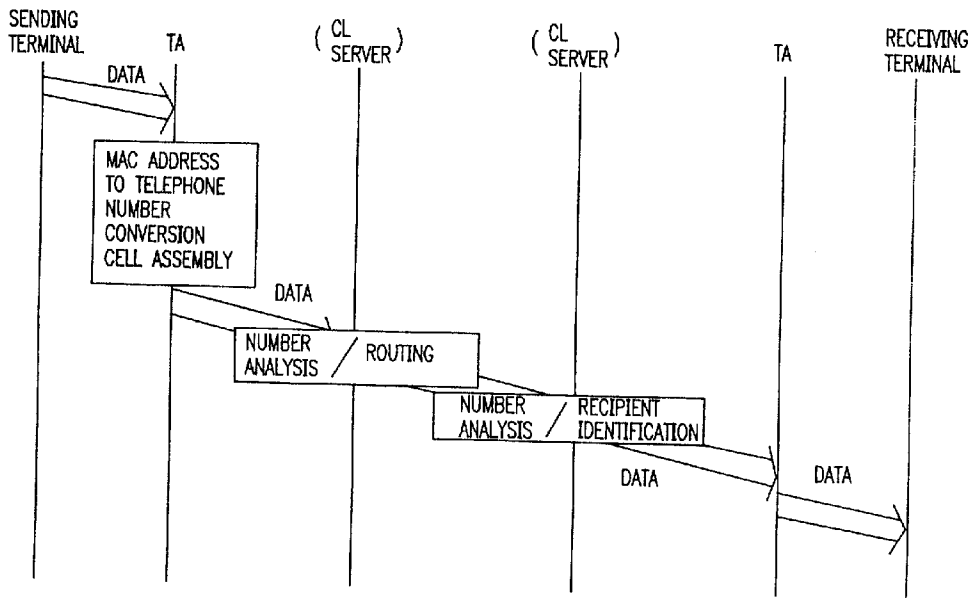 SENDING
TERMINAL
TA
( CL
SERVER )
( CL
SERVER )
TA
RECEIVING
TERMINAL
DATA
MAC ADDRESS
TO TELEPHONE
NUMBER
CONVERSION
CELL ASSEMBLY
DATA
NUMBER
ANALYSIS / ROUTING
NUMBER
ANALYSIS / RECIPIENT
IDENTIFICATION
DATA
DATA